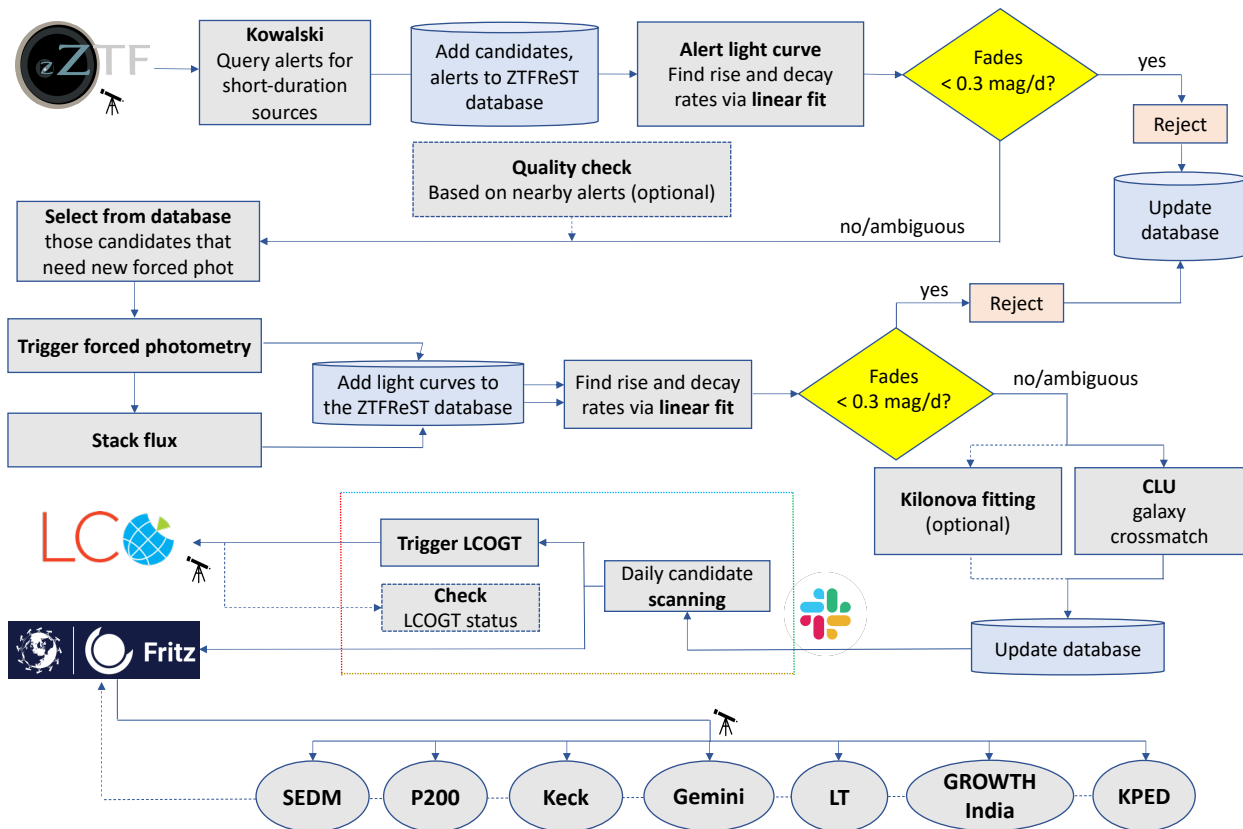 zZTF
Kowalski
Query alerts for
short-duration
sources
Add candidates,
alerts to ZTFReST
database
Alert light curve
Find rise and decay
rates via linear fit
Fades
< 0.3 mag/d?
yes
Reject
Update
database
Quality check
Based on nearby alerts (optional)
no/ambiguous
Select from database
those candidates that
need new forced phot
Trigger forced photometry
Stack flux
Add light curves to
the ZTFReST database
Find rise and decay
rates via linear fit
Fades
< 0.3 mag/d?
yes
Reject
no/ambiguous
Kilonova fitting
(optional)
CLU
galaxy
crossmatch
Update database
Daily candidate
scanning
Trigger LCOGT
Check
LCOGT status
LCO
Fritz
SEDM
P200
Keck
Gemini
LT
GROWTH
India
KPED